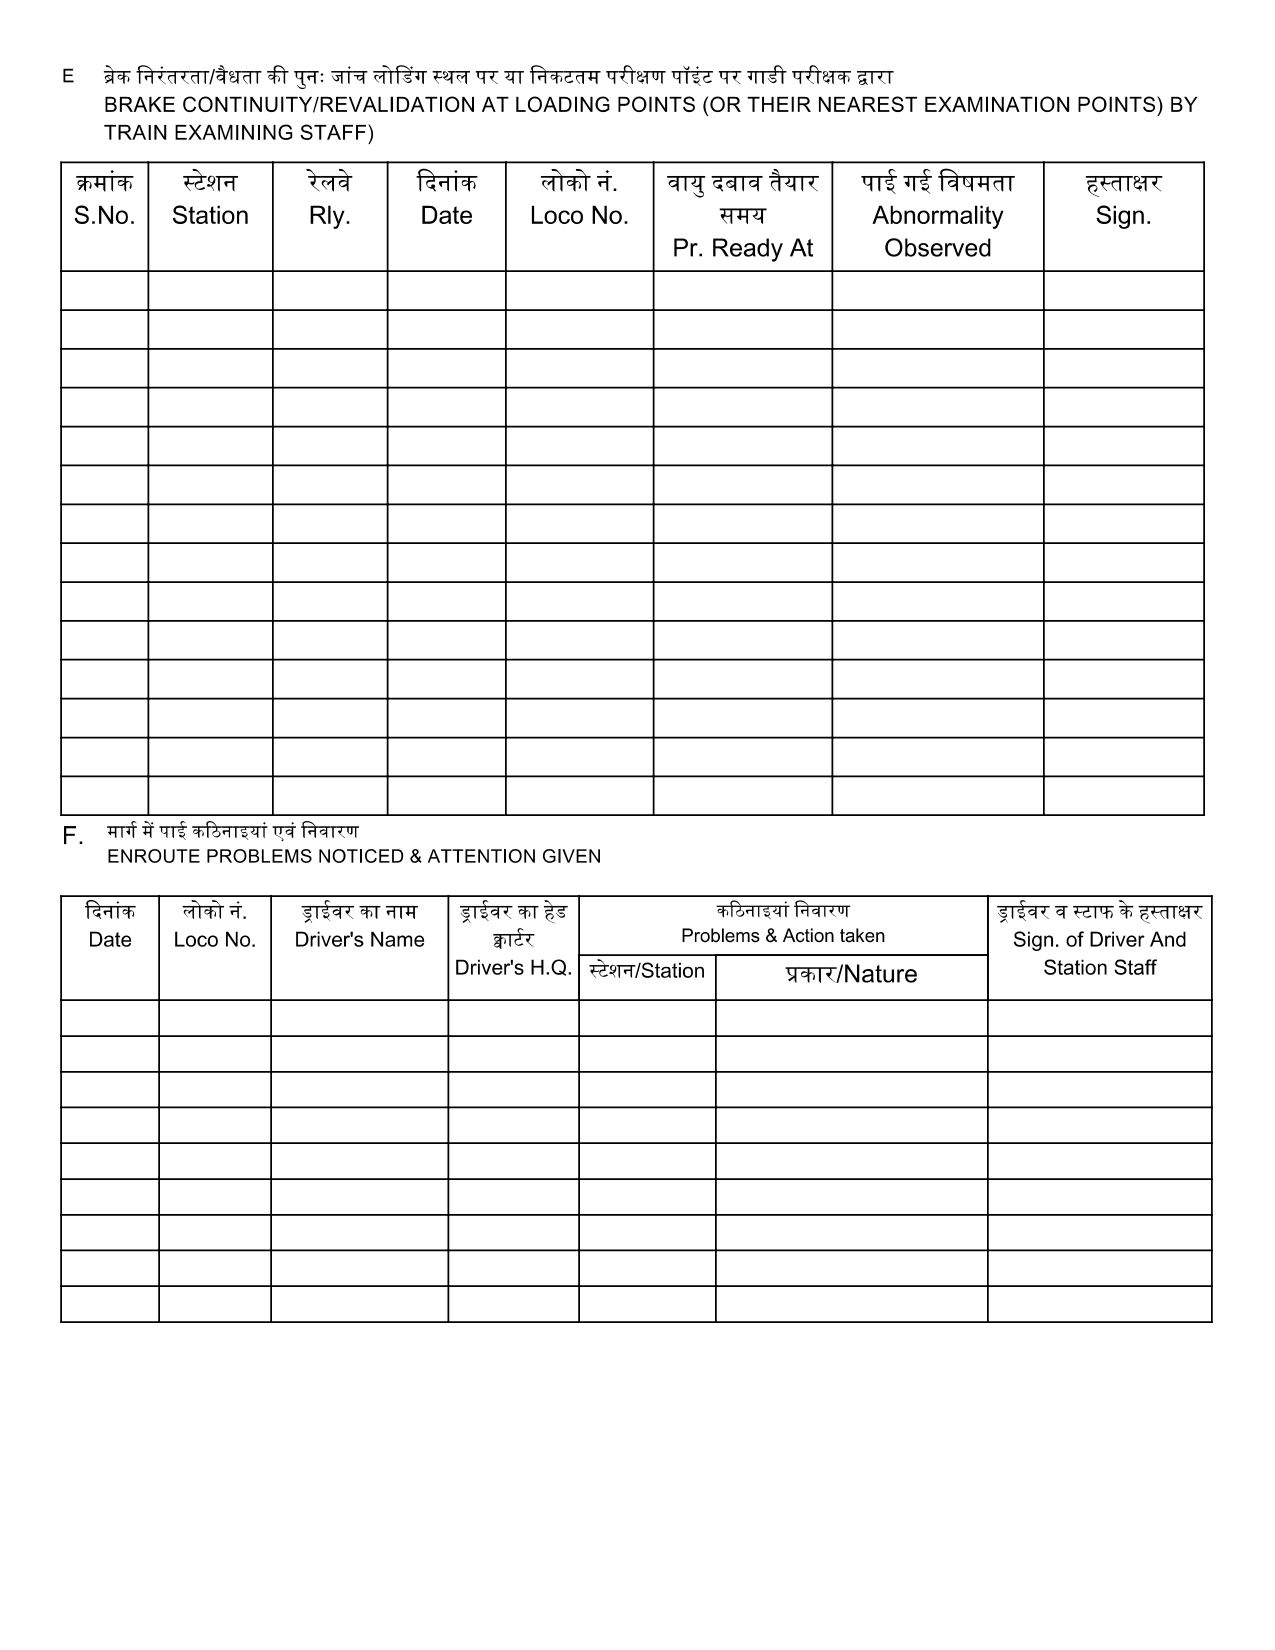 E ब्रेक निरंतरता/वैधता की पुनः जांच लोडिंग स्थल पर या निकटतम परीक्षण पॉइंट पर गाडी परीक्षक द्वारा
BRAKE CONTINUITY/REVALIDATION AT LOADING POINTS (OR THEIR NEAREST EXAMINATION POINTS) BY
TRAIN EXAMINING STAFF)
क्रमांक
S.No.
स्टेशन
Station
रेलवे
Rly.
दिनांक
Date
लोको नं.
Loco No.
वायु दबाव तैयार
समय
Pr. Ready At
पाई गई विषमता
Abnormality
Observed
हस्ताक्षर
Sign.
F. मार्ग में पाई कठिनाइयां एवं निवारण
ENROUTE PROBLEMS NOTICED & ATTENTION GIVEN
दिनांक
Date
लोको नं.
Loco No.
ड्राईवर का नाम
Driver's Name
ड्राईवर का हेड
क्वार्टर
Driver's H.Q.
कठिनाइयां निवारण
Problems & Action taken
स्टेशन/Station
प्रकार/Nature
ड्राईवर व स्टाफ के हस्ताक्षर
Sign. of Driver And
Station Staff